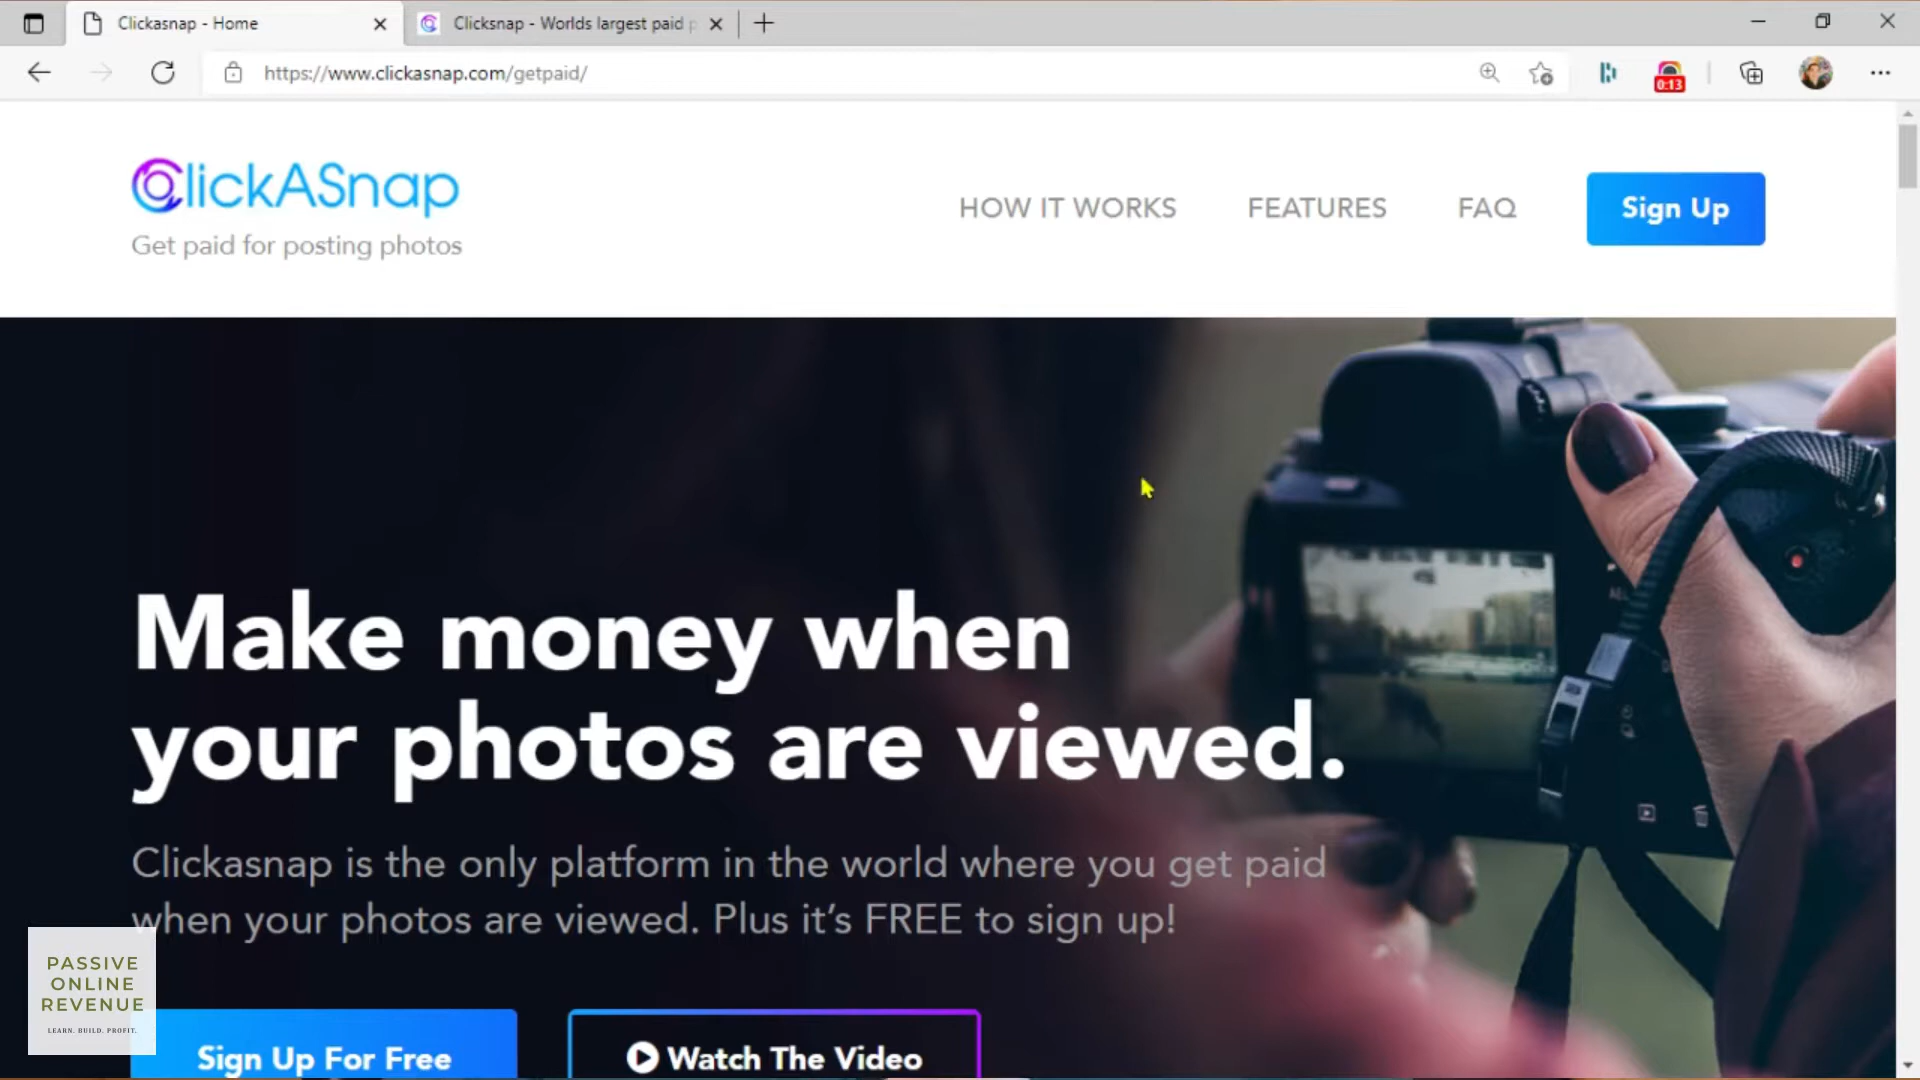 Clickasnap - Home
Clicksnap - Worlds largest paid p
https://www.clickasnap.com/getpaid/
0:13
ClickASnap
Get paid for posting photos
HOW IT WORKS
FEATURES
FAQ
Sign Up
Make money when
your photos are viewed.
Clickasnap is the only platform in the world where you get paid
when your photos are viewed. Plus it's FREE to sign up!
PASSIVE
ONLINE
REVENUE
LEARN. BUILD. PROFIT.
Sign Up For Free
Watch The Video